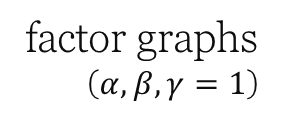 factor graphs
(α, β, γ = 1)